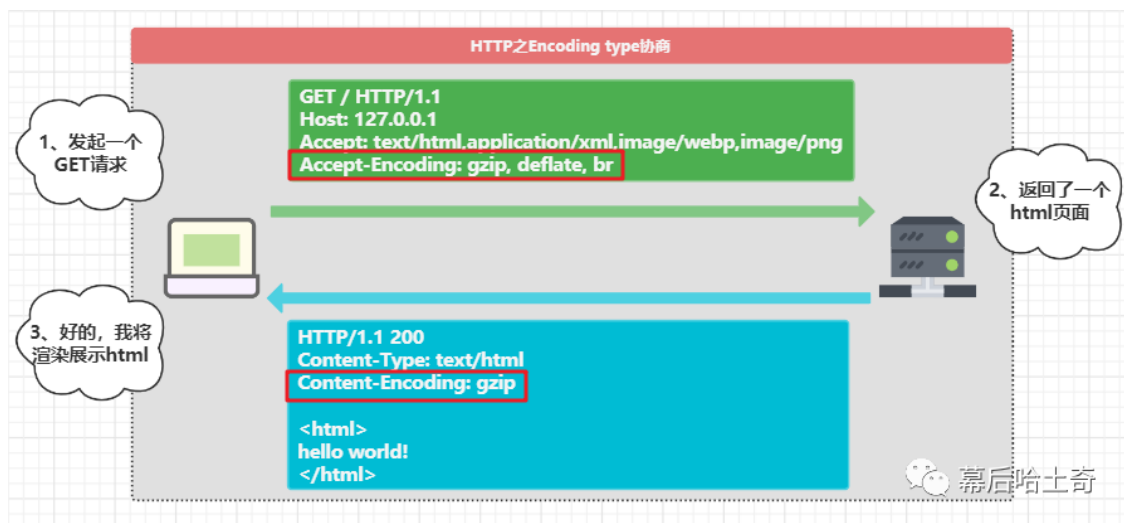 HTTP之Encoding type协商
GET / HTTP/1.1
Host: 127.0.0.1
Accept: text/html,application/xml,image/webp,image/png
Accept-Encoding: gzip, deflate, br
1、发起一个
GET请求
2、返回了一个
html页面
3、好的，我将
渲染展示html
HTTP/1.1 200
Content-Type: text/html
Content-Encoding: gzip
<html>
hello world!
</html>
幕后哈土奇